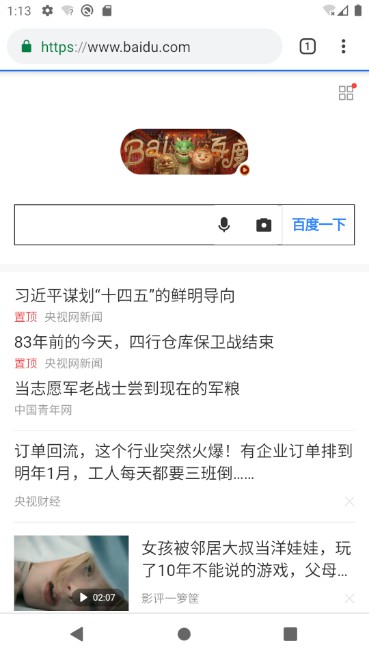 1:13
https://www.baidu.com
1
Bai 百度
百度一下
习近平谋划“十四五”的鲜明导向
置顶 央视网新闻
83年前的今天，四行仓库保卫战结束
置顶 央视网新闻
当志愿军老战士尝到现在的军粮
中国青年网
订单回流，这个行业突然火爆！有企业订单排到
明年1月，工人每天都要三班倒......
央视财经
女孩被邻居大叔当洋娃娃，玩
了10年不能说的游戏，父母...
02:07
影评一箩筐